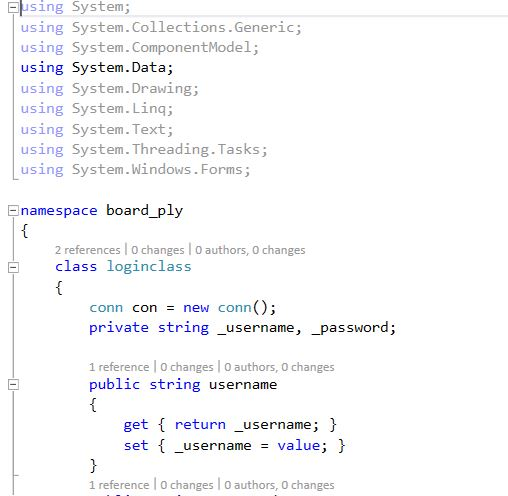 using System;
using System.Collections.Generic;
using System.ComponentModel;
using System.Data;
using System.Drawing;
using System.Linq;
using System.Text;
using System.Threading.Tasks;
using System.Windows.Forms;
namespace board_ply
{
2 references | 0 changes | 0 authors, 0 changes
class loginclass
{
conn con = new conn();
private string _username, _password;
1 reference | 0 changes | 0 authors, 0 changes
public string username
{
get { return _username; }
set { _username = value; }
}
1 reference | 0 changes | 0 authors, 0 changes